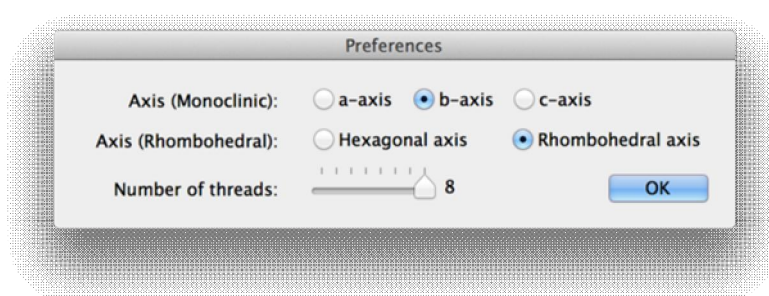 Preferences
Axis (Monoclinic): a-axis b-axis c-axis
Axis (Rhombohedral): Hexagonal axis Rhombohedral axis
Number of threads: 8 OK